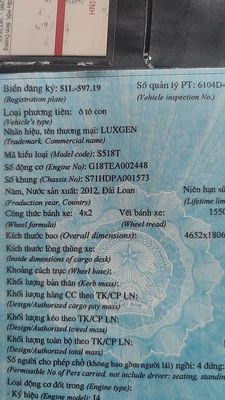 Biển đăng ký: 51L-597.19
Số quản lý PT: 6104D-
(Registration plate)
(Vehicle inspection No.)
Loại phương tiện: ô tô con
(Vehicle's type)
Nhãn hiệu, tên thương mại: LUXGEN
(Trademark, Commercial name)
Mã kiểu loại (Model code): S518T
Số động cơ (Engine No): G18TEA002448
Số khung (Chassis No): S71HDPA001573
Năm, Nước sản xuất: 2012, Đài Loan
Niên hạn sử
(Production year, Country)
(Lifetime lim
Công thức bánh xe: 4x2
Vết bánh xe: 155
(Wheel formula)
(Wheel tread)
Kích thước bao (Overall dimensions):
4652x1806
Kích thước lòng thùng xe:
(Inside dimensions of cargo desk)
Khoảng cách trục (Wheel base):
Khối lượng bản thân (Kerb mass):
Khối lượng hàng CC theo TK/CP LN:
(Design/Authorized cargo pay mass)
Khối lượng kéo theo TK/CP LN:
(Design/Authorized towed mass)
Khối lượng toàn bộ theo TK/CP LN:
(Design/Authorized total mass)
Số người cho phép chở (không bao gồm người lái): 4 ngồi; 4 đứng:
(Permissible No of Pers carried, not include driver: seating, standin
Loại động cơ đốt trong (Engine type):
- Ký hiệu (Engine model): I4